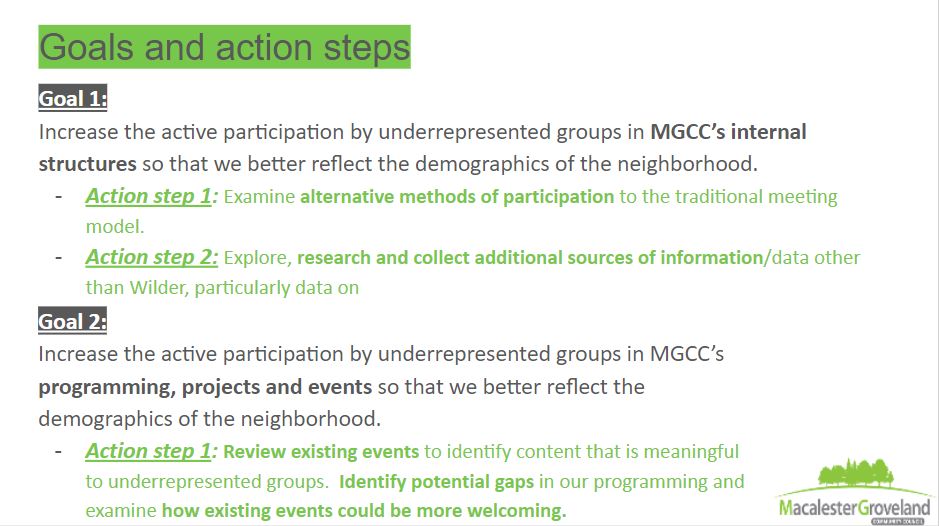 Goals and action steps
Goal 1:
Increase the active participation by underrepresented groups in MGCC's internal
structures so that we better reflect the demographics of the neighborhood.
- Action step 1: Examine alternative methods of participation to the traditional meeting
model.
- Action step 2: Explore, research and collect additional sources of information/data other
than Wilder, particularly data on
Goal 2:
Increase the active participation by underrepresented groups in MGCC's
programming, projects and events so that we better reflect the
demographics of the neighborhood.
- Action step 1: Review existing events to identify content that is meaningful
to underrepresented groups.  Identify potential gaps in our programming and
examine how existing events could be more welcoming.
MacalesterGroveland
COMMUNITY COUNCIL